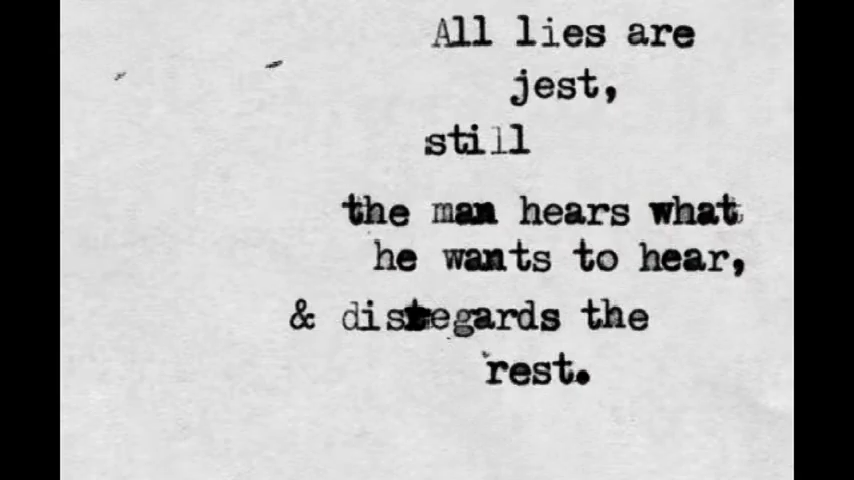 All lies are
jest,
still
the man hears what
he wants to hear,
& disregards the
rest.